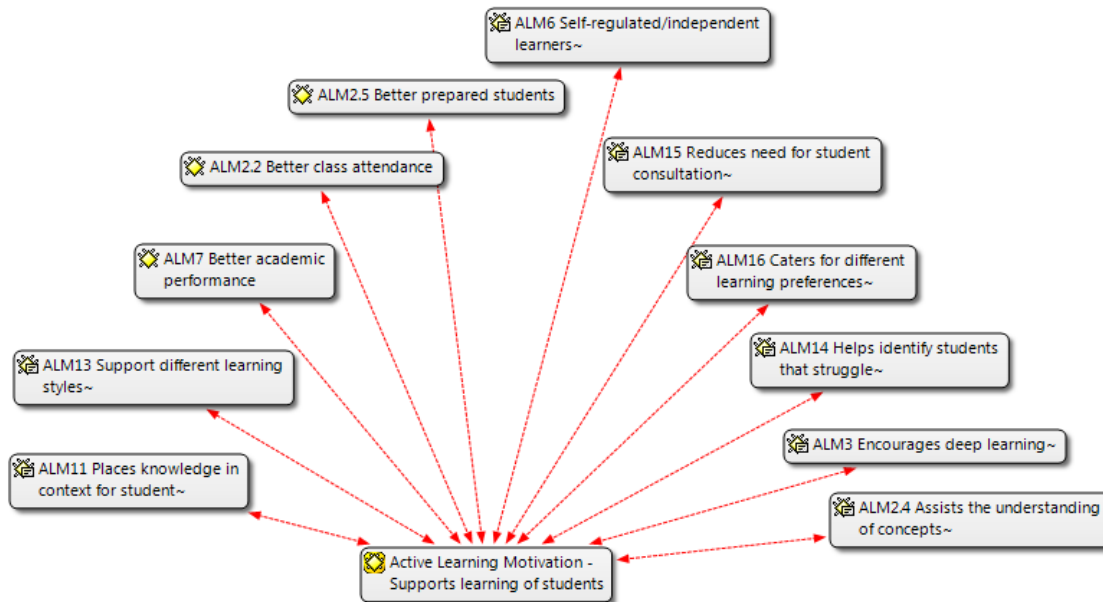 ALM6 Self-regulated/independent
learners~
ALM2.5 Better prepared students
ALM15 Reduces need for student
consultation~
ALM2.2 Better class attendance
ALM7 Better academic
performance
ALM16 Caters for different
learning preferences~
ALM14 Helps identify students
that struggle~
ALM13 Support different learning
styles~
ALM3 Encourages deep learning~
ALM11 Places knowledge in
context for student~
ALM2.4 Assists the understanding
of concepts~
Active Learning Motivation -
Supports learning of students